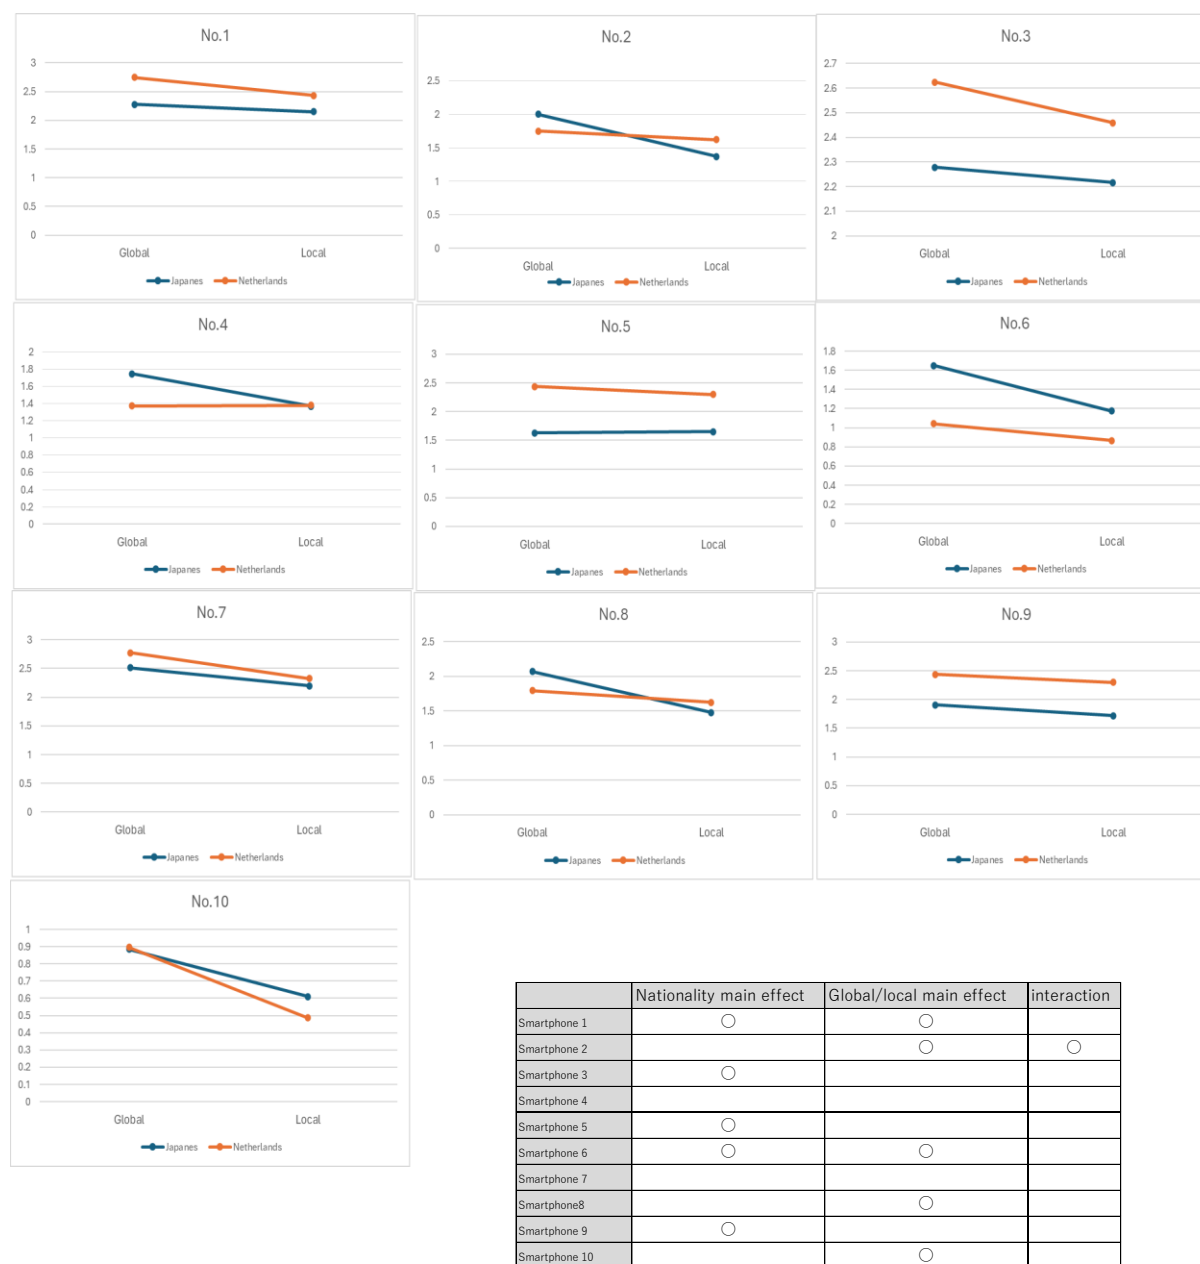 No.1
3
2.5
2
1.5
1
0.5
0
Global Local
Japanes Netherlands
No.2
2.5
2
1.5
1
0.5
0
Global Local
Japanes Netherlands
No.3
2.7
2.6
2.5
2.4
2.3
2.2
2.1
2
Global Local
Japanes Netherlands
No.4
2
1.8
1.6
1.4
1.2
1
0.8
0.6
0.4
0.2
0
Global Local
Japanes Netherlands
No.5
3
2.5
2
1.5
1
0.5
0
Global Local
Japanes Netherlands
No.6
1.8
1.6
1.4
1.2
1
0.8
0.6
0.4
0.2
0
Global Local
Japanes Netherlands
No.7
3
2.5
2
1.5
1
0.5
0
Global Local
Japanes Netherlands
No.8
2.5
2
1.5
1
0.5
0
Global Local
Japanes Netherlands
No.9
3
2.5
2
1.5
1
0.5
0
Global Local
Japanes Netherlands
No.10
1
0.9
0.8
0.7
0.6
0.5
0.4
0.3
0.2
0.1
0
Global Local
Japanes Netherlands
Nationality main effect Global/local main effect interaction
Smartphone 1 ○ ○
Smartphone 2 ○ ○
Smartphone 3 ○
Smartphone 4
Smartphone 5 ○
Smartphone 6 ○ ○
Smartphone 7
Smartphone8 ○
Smartphone 9 ○
Smartphone 10 ○